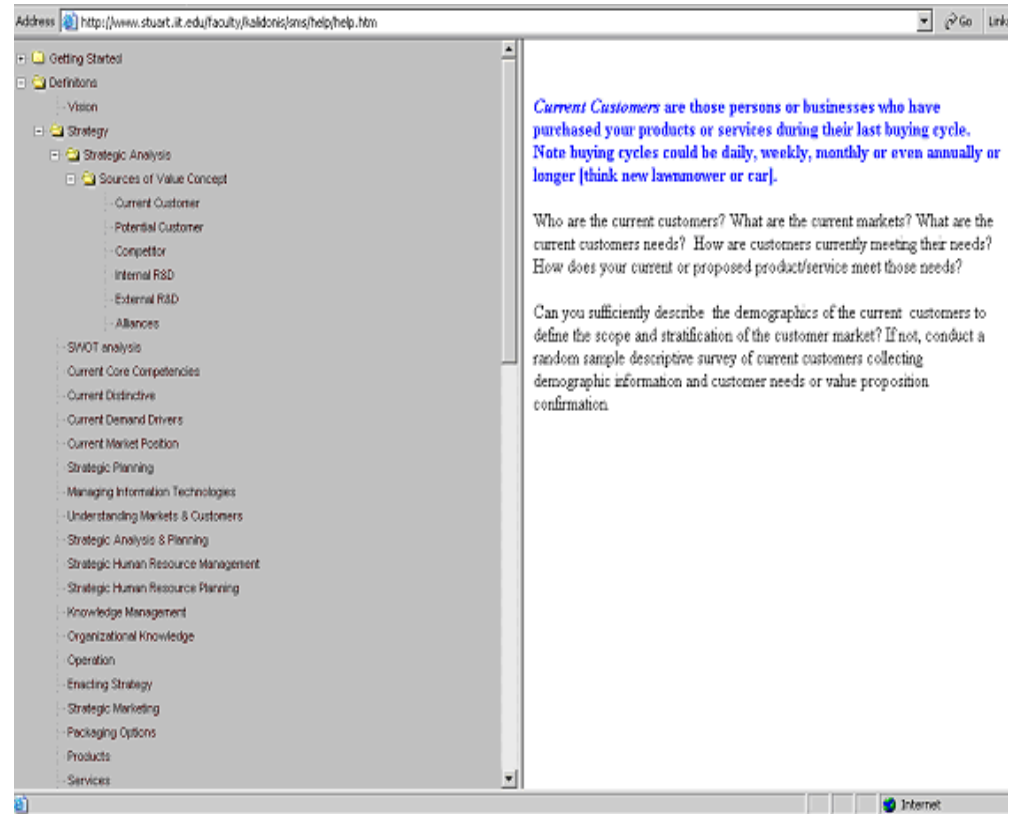 Address http://www.stuart.iit.edu/faculty/kalidonis/sms/help/help.htm Go Link
Getting Started
Definitons
Vision
Strategy
Strategic Analysis
Sources of Value Concept
Current Customer
Potential Customer
Competitor
Internal R&D
External R&D
Alliances
SWOT analysis
Current Core Competencies
Current Distinctive
Current Demand Drivers
Current Market Position
Strategic Planning
Managing Information Technologies
Understanding Markets & Customers
Strategic Analysis & Planning
Strategic Human Resource Management
Strategic Human Resource Planning
Knowledge Management
Organizational Knowledge
Operation
Enacting Strategy
Strategic Marketing
Packaging Options
Products
Services
Current Customers are those persons or businesses who have
purchased your products or services during their last buying cycle.
Note buying cycles could be daily, weekly, monthly or even annually or
longer [think new lawnmower or car].
Who are the current customers? What are the current markets? What are the
current customers needs? How are customers currently meeting their needs?
How does your current or proposed product/service meet those needs?
Can you sufficiently describe the demographics of the current customers to
define the scope and stratification of the customer market? If not, conduct a
random sample descriptive survey of current customers collecting
demographic information and customer needs or value proposition
confirmation
Internet